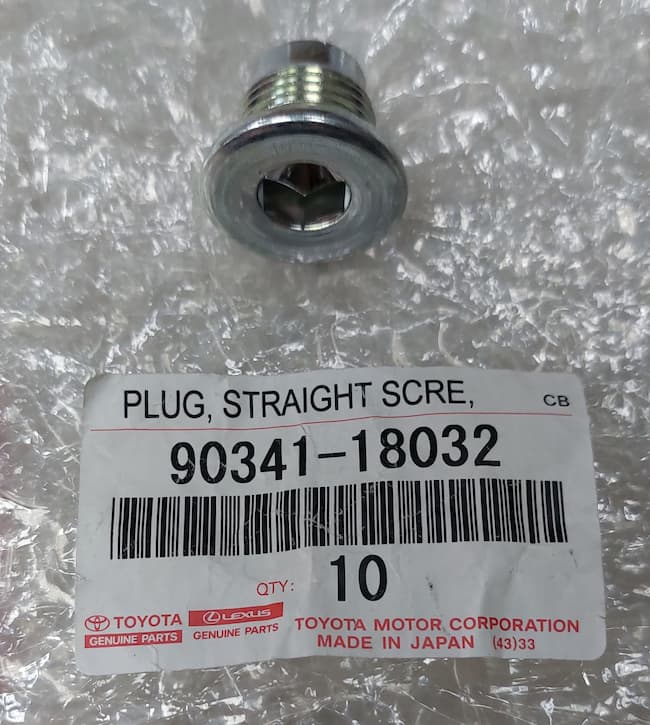 PLUG, STRAIGHT SCRE, CB
90341-18032
QTY: 10
TOYOTA LEXUS TOYOTA MOTOR CORPORATION
GENUINE PARTS GENUINE PARTS MADE IN JAPAN (43)33